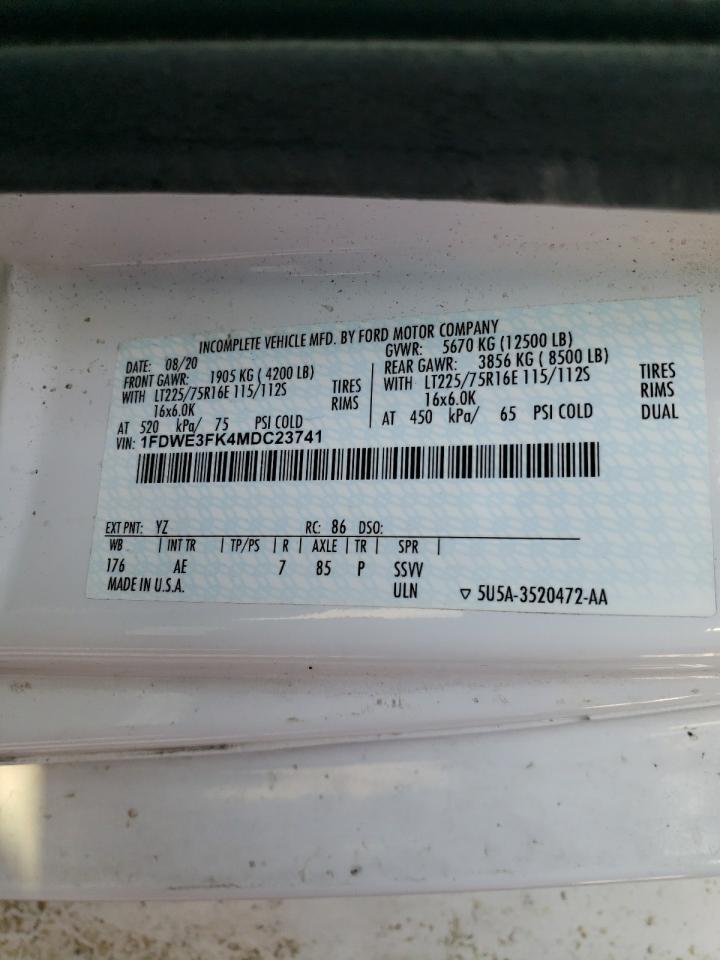 INCOMPLETE VEHICLE MFD. BY FORD MOTOR COMPANY
DATE: 08/20
GVWR: 5670 KG (12500 LB)
FRONT GAWR: 1905 KG ( 4200 LB)
REAR GAWR: 3856 KG ( 8500 LB)
WITH LT225/75R16E 115/112S TIRES
WITH LT225/75R16E 115/112S TIRES
16x6.0K RIMS
16x6.0K RIMS
AT 520 kPa/ 75 PSI COLD
AT 450 kPa/ 65 PSI COLD DUAL
VIN: 1FDWE3FK4MDC23741
EXT PNT: YZ RC: 86 DSO:
WB | INT TR | TP/PS | R | AXLE | TR | SPR |
176 AE 7 85 P SSVV
MADE IN U.S.A. ULN ▽ 5U5A-3520472-AA